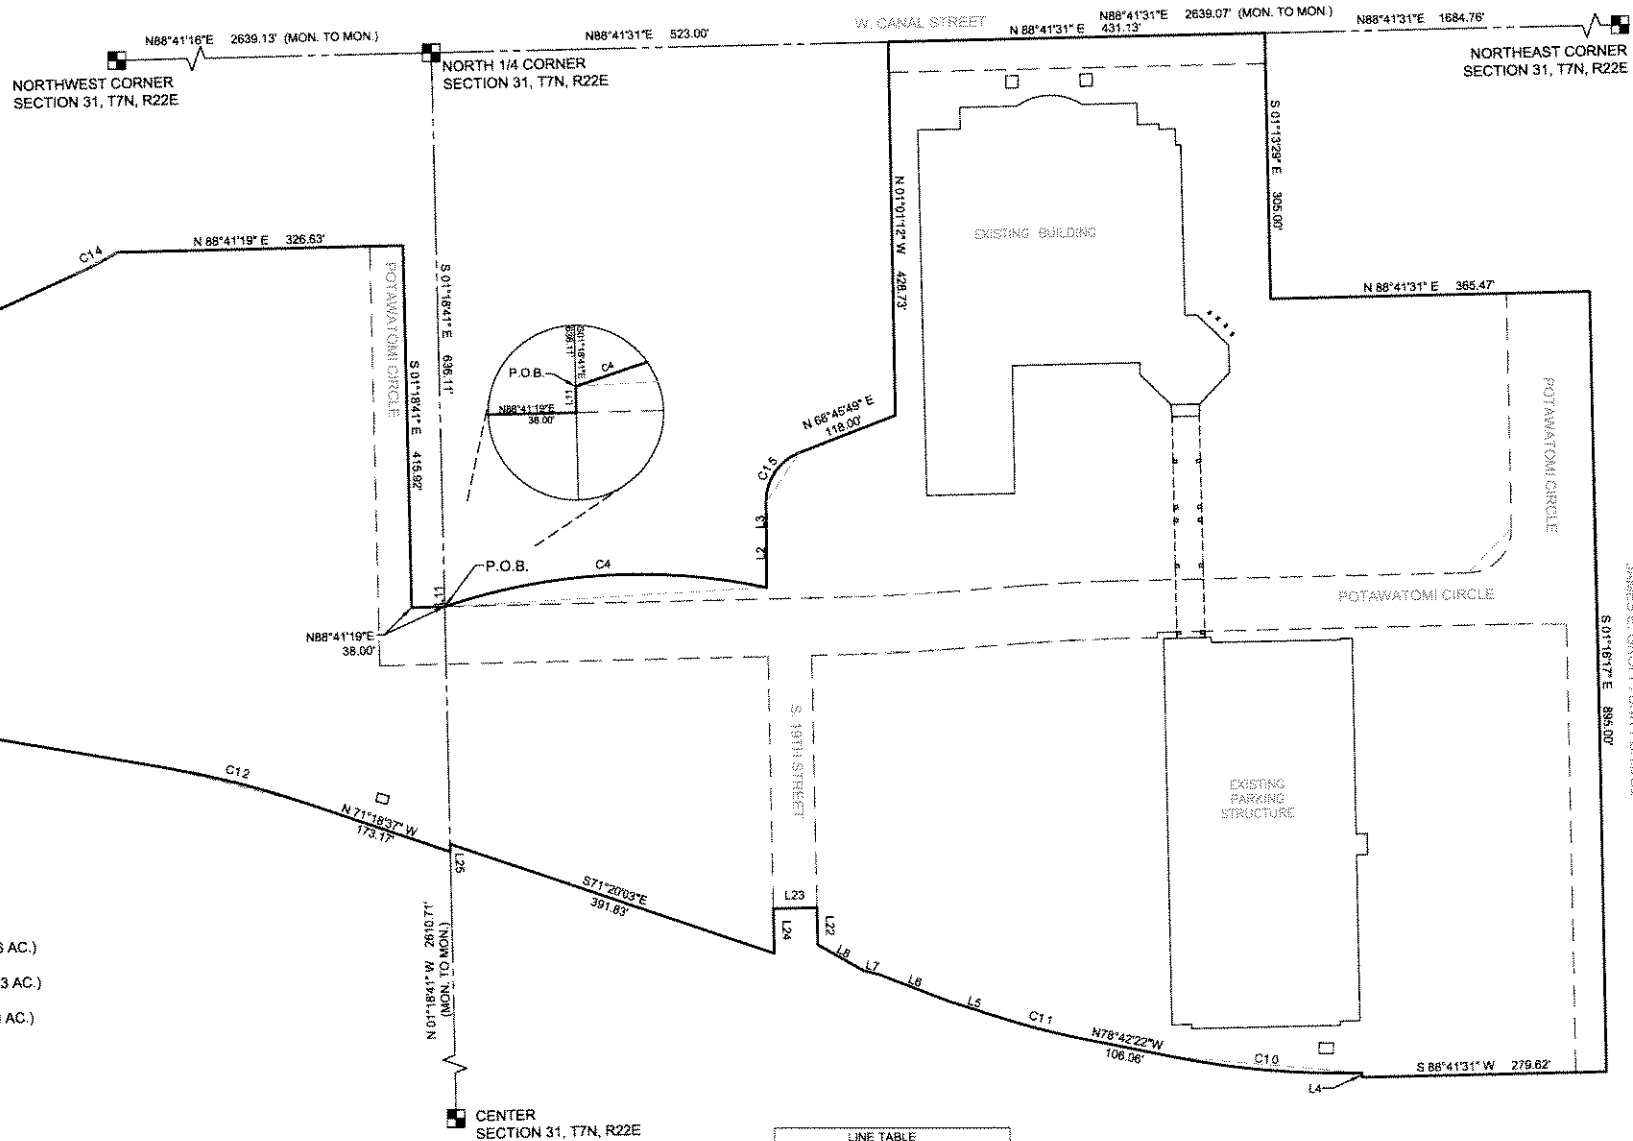 W. CANAL STREET
N88°41'16"E 2639.13' (MON. TO MON.)
N88°41'31"E 523.00'
N 88°41'31" E 431.13'
N88°41'31"E 2639.07' (MON. TO MON.)
N88°41'31"E 1684.76'
NORTHWEST CORNER
SECTION 31, T7N, R22E
NORTH 1/4 CORNER
SECTION 31, T7N, R22E
NORTHEAST CORNER
SECTION 31, T7N, R22E
S 01°13'29" E 305.00'
N 01°01'12" W 428.73'
EXISTING BUILDING
C14
N 88°41'19" E 326.63'
POTAWATOMI CIRCLE
S 01°18'41" E 415.92'
S 01°18'41" E 636.11'
N 88°41'31" E 365.47'
S01°18'41"E
636.11'
P.O.B.
C4
L1
N88°41'19"E
38.00'
N 68°45'49" E
118.00'
C15
L3
L2
POTAWATOMI CIRCLE
P.O.B.
C4
L1
N88°41'19"E
38.00'
POTAWATOMI CIRCLE
S 01°16'17" E 895.00'
S. 19TH STREET
C12
N 71°18'37" W
173.17'
L25
S71°20'03"E
391.83'
EXISTING
PARKING
STRUCTURE
L23
L24
L22
L8
L7
L6
L5
C11
N78°42'22"W
106.06'
C10
L4
S 88°41'31" W 279.62'
N 01°18'41" W 2610.71'
(MON. TO MON.)
AC.)
3 AC.)
AC.)
CENTER
SECTION 31, T7N, R22E
LINE TABLE